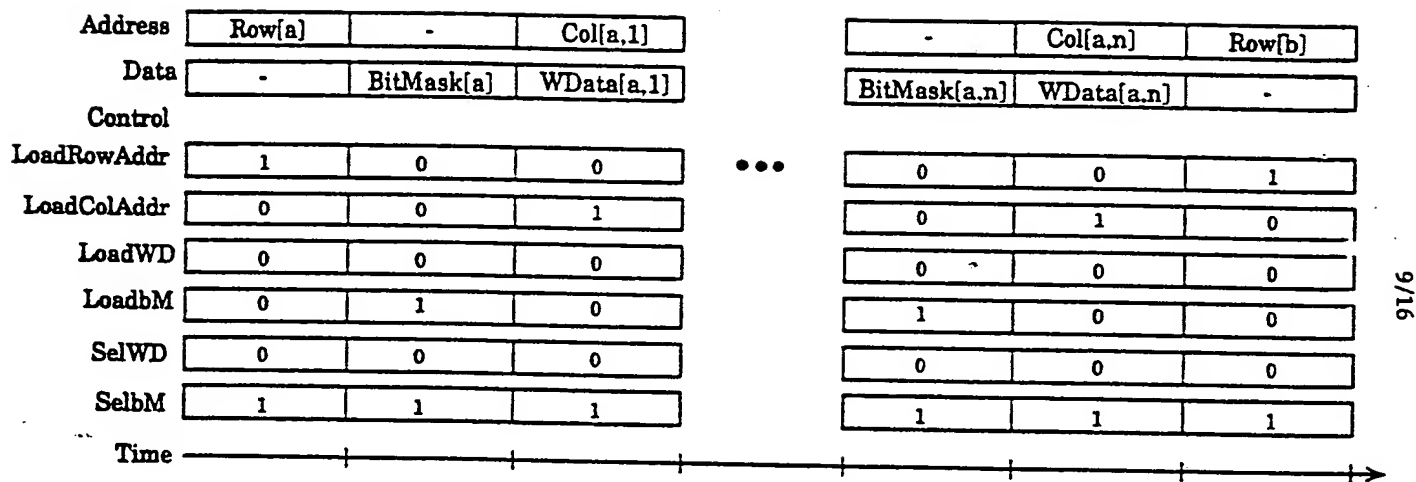 Address Row[a] - Col[a,1] - Col[a,n] Row[b]
Data - BitMask[a] WData[a,1] BitMask[a,n] WData[a,n] -
Control
LoadRowAddr 1 0 0 ••• 0 0 1
LoadColAddr 0 0 1 0 1 0
LoadWD 0 0 0 0 0 0
LoadbM 0 1 0 1 0 0
SelWD 0 0 0 0 0 0
SelbM 1 1 1 1 1 1
Time
9/16